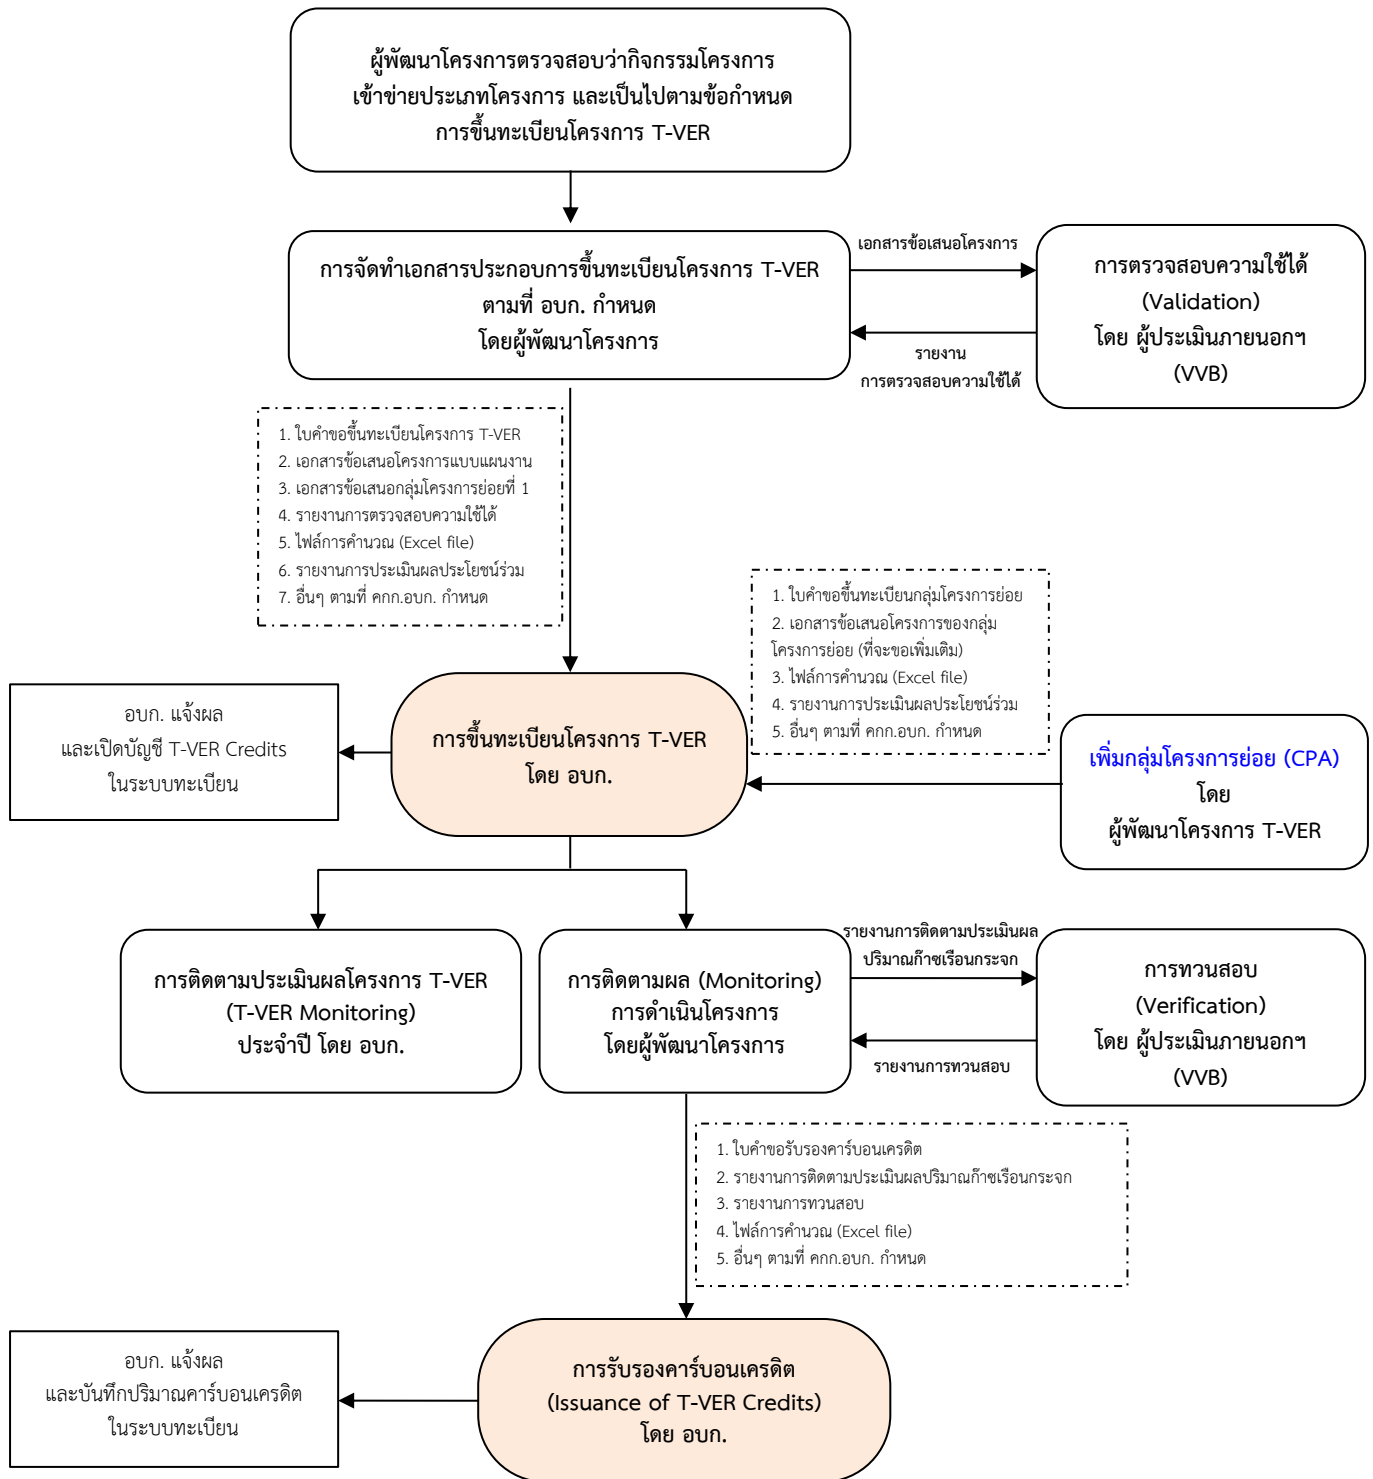 ผู้พัฒนาโครงการตรวจสอบว่ากิจกรรมโครงการ
เข้าข่ายประเภทโครงการ และเป็นไปตามข้อกำหนด
การขึ้นทะเบียนโครงการ T-VER
การจัดทำเอกสารประกอบการขึ้นทะเบียนโครงการ T-VER
ตามที่ อบก. กำหนด
โดยผู้พัฒนาโครงการ
เอกสารข้อเสนอโครงการ
รายงาน
การตรวจสอบความใช้ได้
การตรวจสอบความใช้ได้
(Validation)
โดย ผู้ประเมินภายนอกฯ
(VVB)
1. ใบคำขอขึ้นทะเบียนโครงการ T-VER
2. เอกสารข้อเสนอโครงการแบบแผนงาน
3. เอกสารข้อเสนอกลุ่มโครงการย่อยที่ 1
4. รายงานการตรวจสอบความใช้ได้
5. ไฟล์การคำนวณ (Excel file)
6. รายงานการประเมินผลประโยชน์ร่วม
7. อื่นๆ ตามที่ คกก.อบก. กำหนด
1. ใบคำขอขึ้นทะเบียนกลุ่มโครงการย่อย
2. เอกสารข้อเสนอโครงการของกลุ่ม
โครงการย่อย (ที่จะขอเพิ่มเติม)
3. ไฟล์การคำนวณ (Excel file)
4. รายงานการประเมินผลประโยชน์ร่วม
5. อื่นๆ ตามที่ คกก.อบก. กำหนด
อบก. แจ้งผล
และเปิดบัญชี T-VER Credits
ในระบบทะเบียน
การขึ้นทะเบียนโครงการ T-VER
โดย อบก.
เพิ่มกลุ่มโครงการย่อย (CPA)
โดย
ผู้พัฒนาโครงการ T-VER
การติดตามประเมินผลโครงการ T-VER
(T-VER Monitoring)
ประจำปี โดย อบก.
การติดตามผล (Monitoring)
การดำเนินโครงการ
โดยผู้พัฒนาโครงการ
รายงานการติดตามประเมินผล
ปริมาณก๊าซเรือนกระจก
รายงานการทวนสอบ
การทวนสอบ
(Verification)
โดย ผู้ประเมินภายนอกฯ
(VVB)
1. ใบคำขอรับรองคาร์บอนเครดิต
2. รายงานการติดตามประเมินผลปริมาณก๊าซเรือนกระจก
3. รายงานการทวนสอบ
4. ไฟล์การคำนวณ (Excel file)
5. อื่นๆ ตามที่ คกก.อบก. กำหนด
อบก. แจ้งผล
และบันทึกปริมาณคาร์บอนเครดิต
ในระบบทะเบียน
การรับรองคาร์บอนเครดิต
(Issuance of T-VER Credits)
โดย อบก.